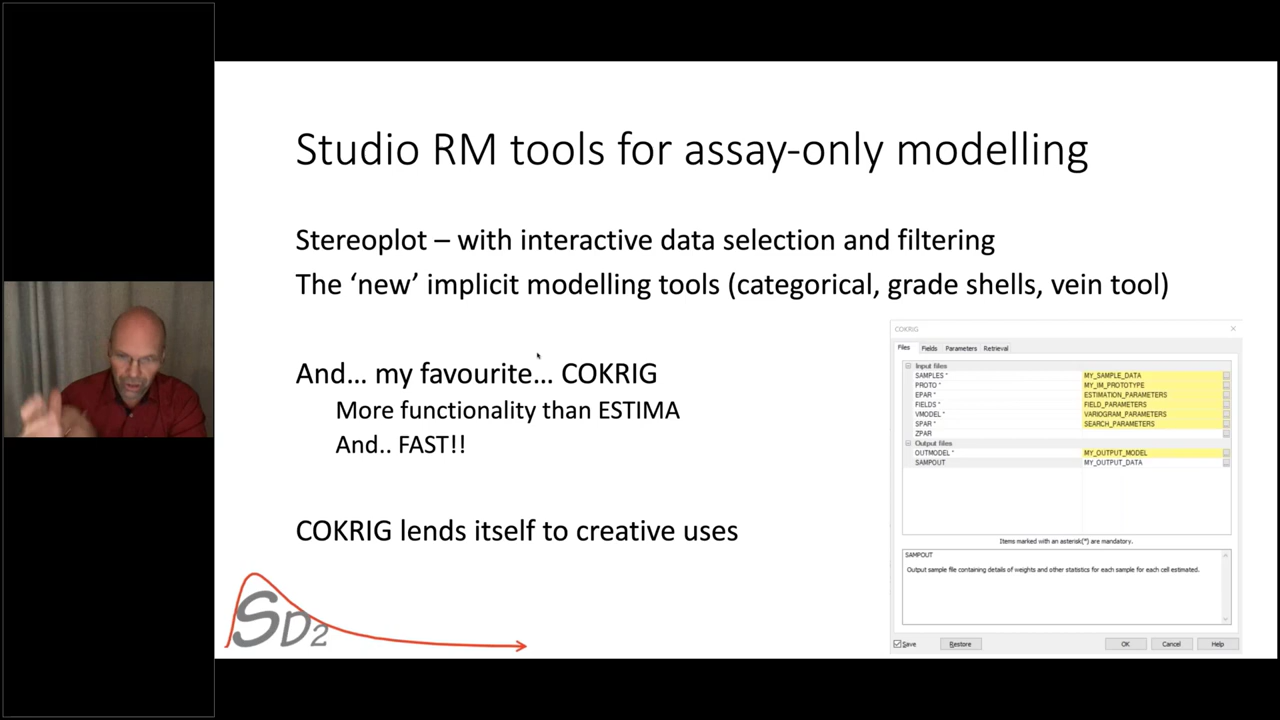 Studio RM tools for assay-only modelling
Stereoplot – with interactive data selection and filtering
The ‘new’ implicit modelling tools (categorical, grade shells, vein tool)
And… my favourite… COKRIG
More functionality than ESTIMA
And.. FAST!!
COKRIG lends itself to creative uses
SD2
COKRIG
Files Fields Parameters Retrieval
Input files
SAMPLES * MY_SAMPLE_DATA
PROTO * MY_IM_PROTOTYPE
EPAR * ESTIMATION_PARAMETERS
FIELDS * FIELD_PARAMETERS
VMODEL * VARIOGRAM_PARAMETERS
SPAR * SEARCH_PARAMETERS
ZPAR
Output files
OUTMODEL * MY_OUTPUT_MODEL
SAMPOUT MY_OUTPUT_DATA
Items marked with an asterisk(*) are mandatory.
SAMPOUT
Output sample file containing details of weights and other statistics for each sample for each cell estimated.
Save Restore OK Cancel Help